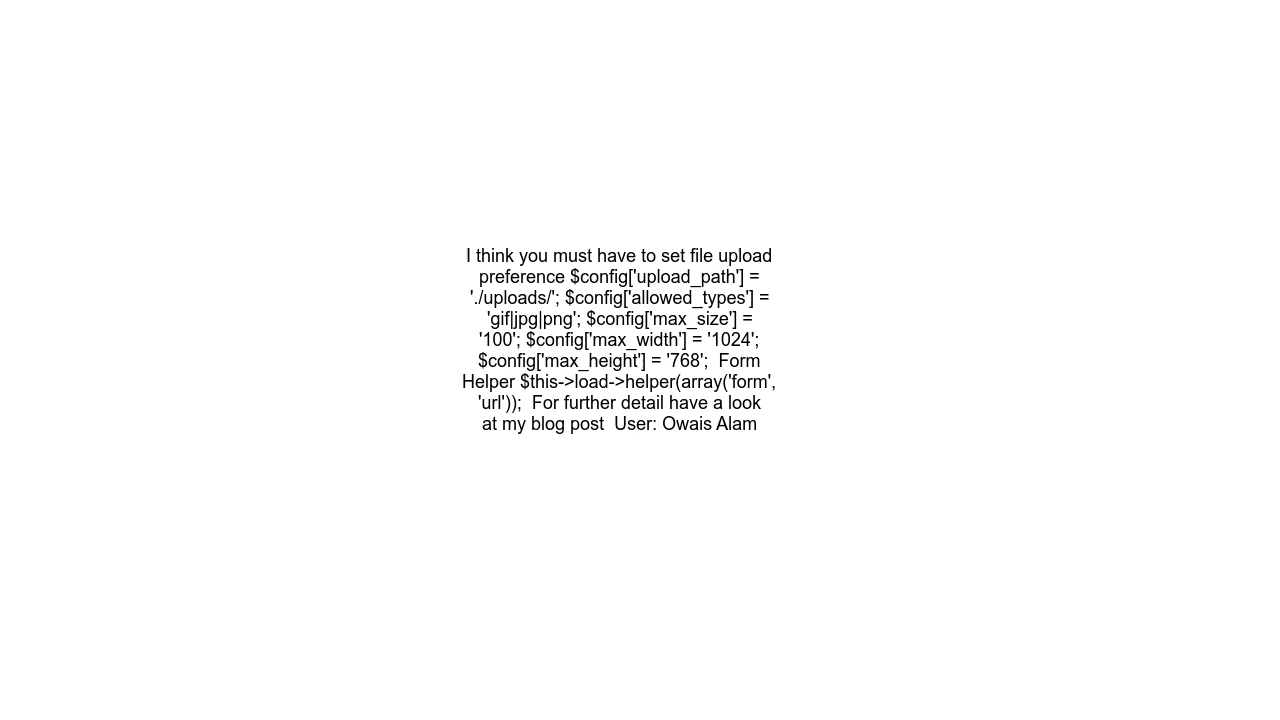 I think you must have to set file upload
preference $config['upload_path'] =
'./uploads/'; $config['allowed_types'] =
'gif|jpg|png'; $config['max_size'] =
'100'; $config['max_width'] = '1024';
$config['max_height'] = '768';  Form
Helper $this->load->helper(array('form',
'url'));  For further detail have a look
at my blog post  User: Owais Alam